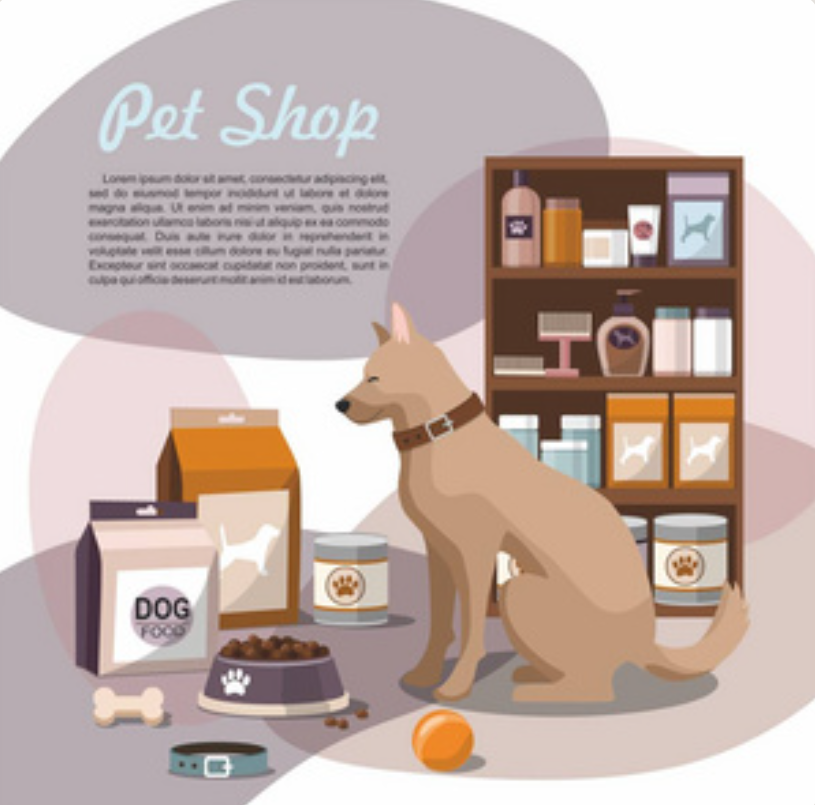 Pet Shop
Lorem ipsum dolor sit amet, consectetur adipiscing elit,
sed do eiusmod tempor incididunt ut labore et dolore
magna aliqua. Ut enim ad minim veniam, quis nostrud
exercitation ullamco laboris nisi ut aliquip ex ea commodo
consequat. Duis aute irure dolor in reprehenderit in
voluptate velit esse cillum dolore eu fugiat nulla pariatur.
Excepteur sint occaecat cupidatat non proident, sunt in
culpa qui officia deserunt mollit anim id est laborum.
DOG
FOOD